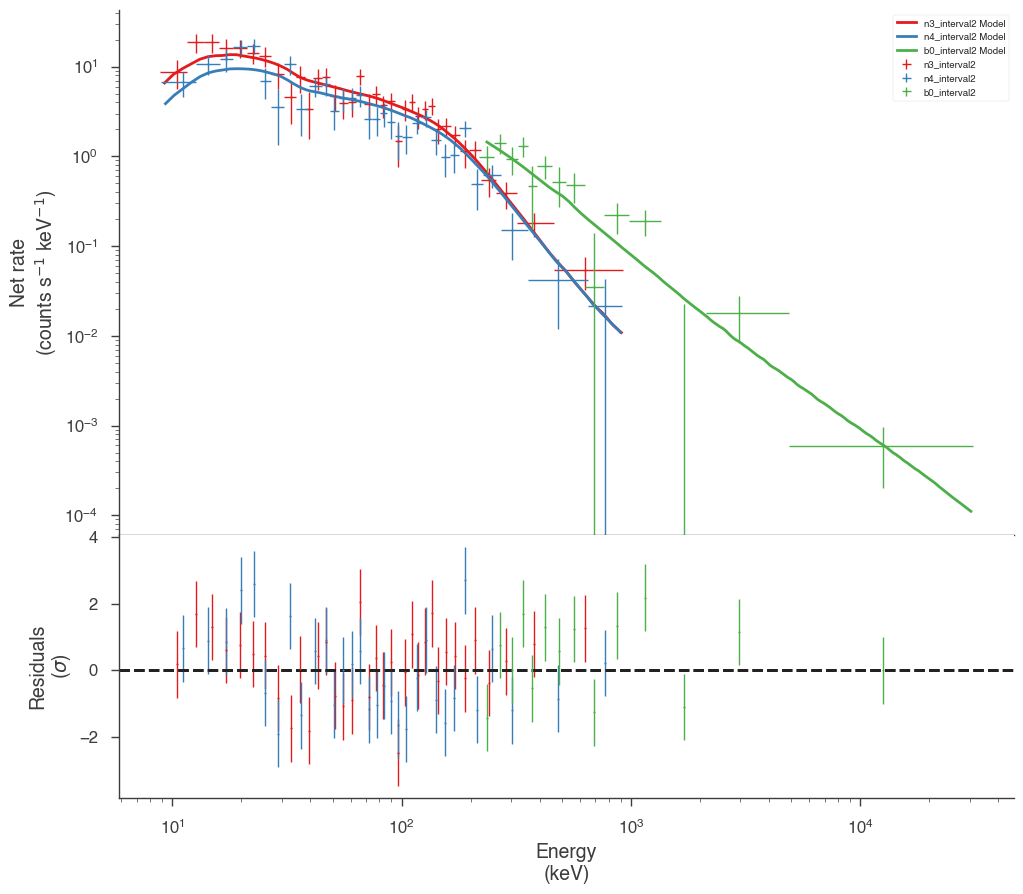 n3_interval2 Model
n4_interval2 Model
b0_interval2 Model
n3_interval2
n4_interval2
b0_interval2
Net rate
(counts s⁻¹ keV⁻¹)
10¹
10⁰
10⁻¹
10⁻²
10⁻³
10⁻⁴
Residuals
(σ)
4
2
0
−2
10¹ 10² 10³ 10⁴
Energy
(keV)